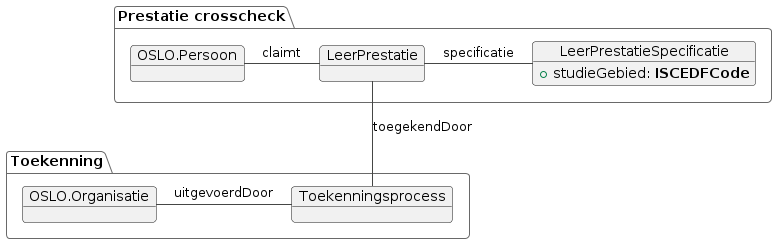 Prestatie crosscheck
OSLO.Persoon
claimt
LeerPrestatie
specificatie
LeerPrestatieSpecificatie
studieGebied: ISCEDFCode
toegekendDoor
Toekenning
OSLO.Organisatie
uitgevoerdDoor
Toekenningsprocess